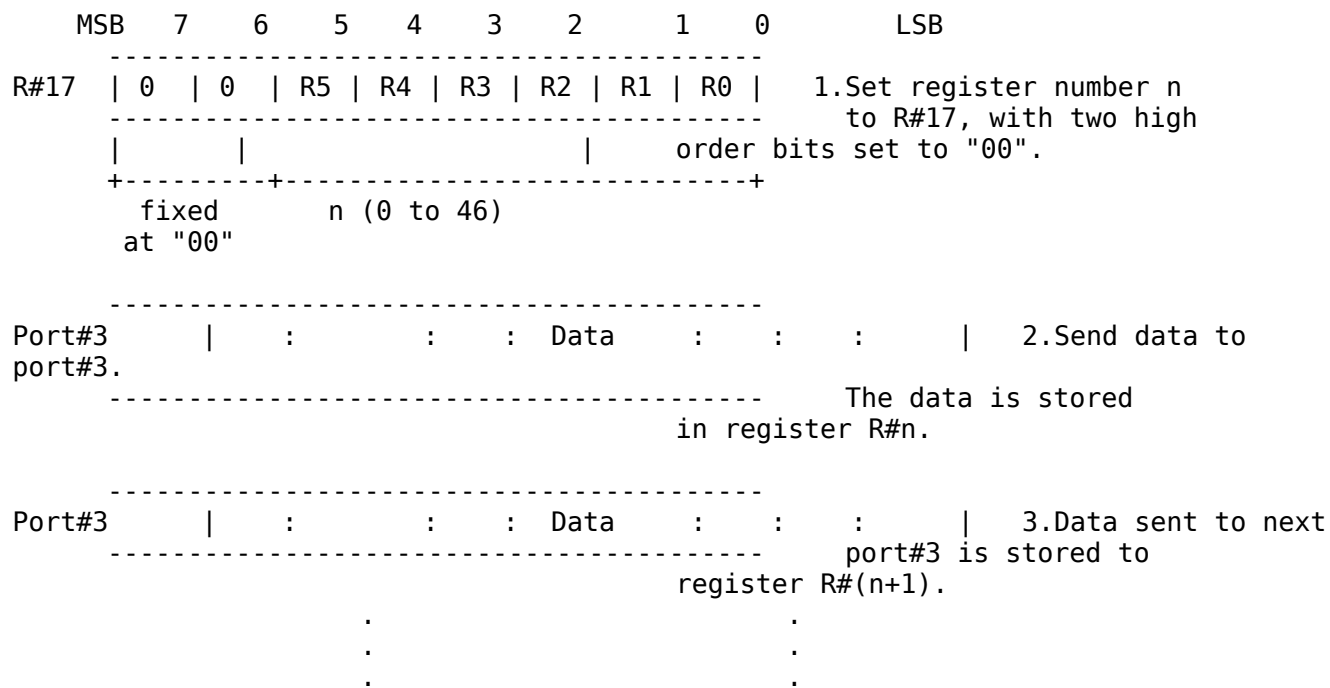 MSB 7 6 5 4 3 2 1 0 LSB
-----------------------------------------
R#17 | 0 | 0 | R5 | R4 | R3 | R2 | R1 | R0 | 1.Set register number n
----------------------------------------- to R#17, with two high
| | | order bits set to "00".
+---------+-----------------------------+
fixed n (0 to 46)
at "00"
-----------------------------------------
Port#3 | : : : Data : : : | 2.Send data to
port#3.
----------------------------------------- The data is stored
in register R#n.
-----------------------------------------
Port#3 | : : : Data : : : | 3.Data sent to next
----------------------------------------- port#3 is stored to
register R#(n+1).
. .
. .
. .